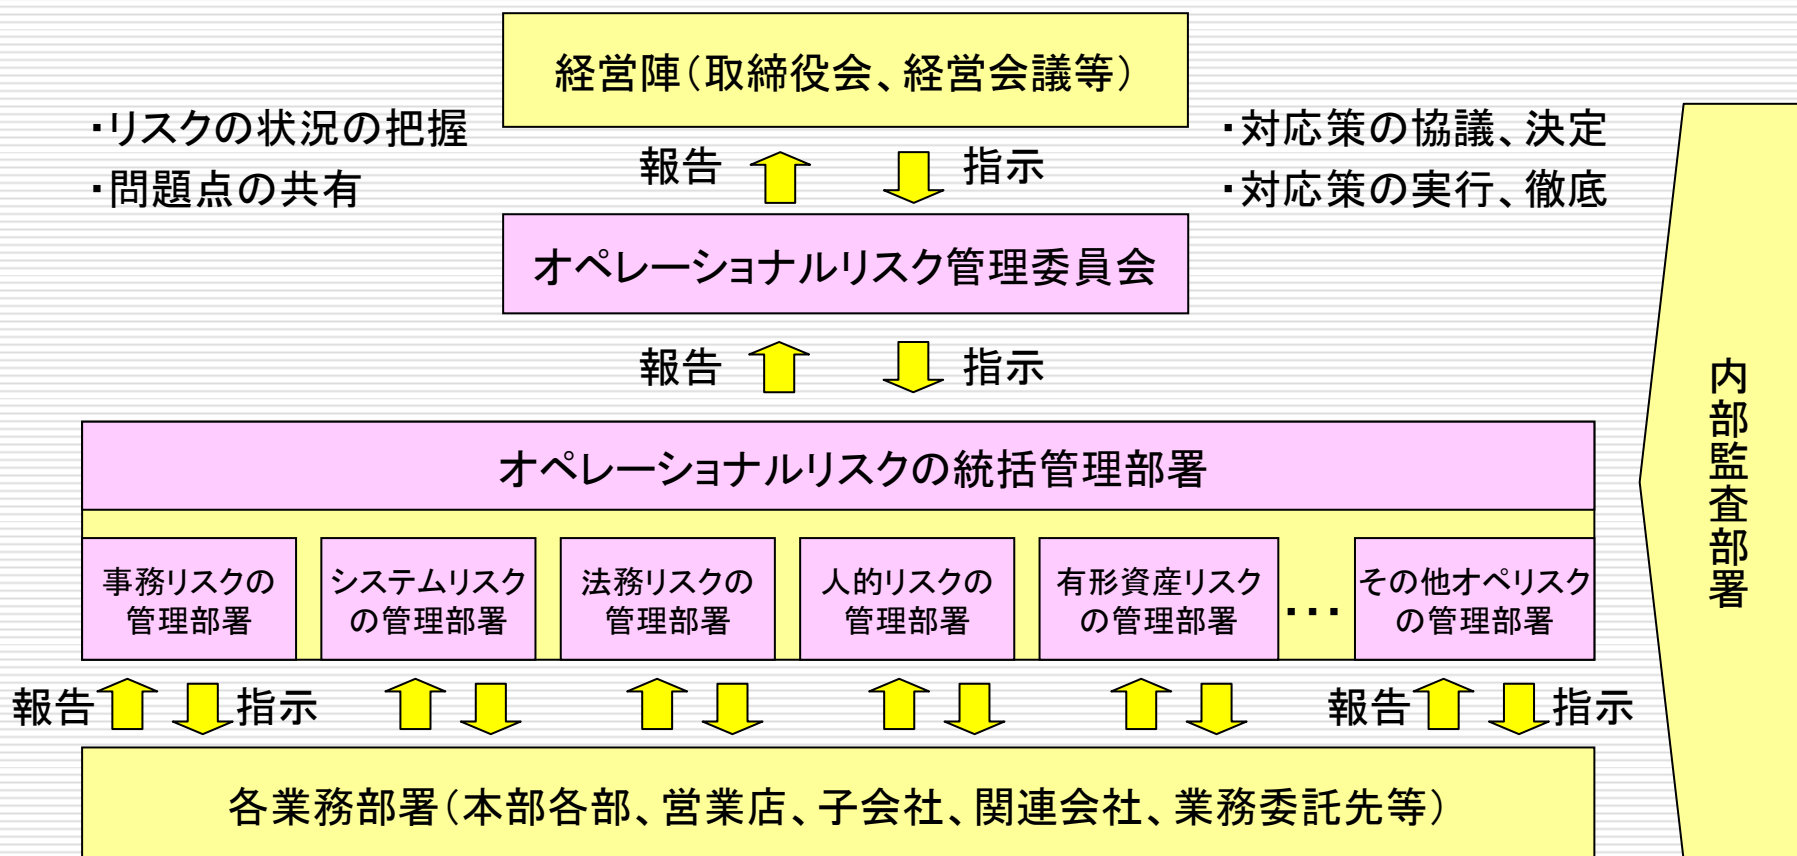 経営陣（取締役会、経営会議等）
・リスクの状況の把握
・問題点の共有
・対応策の協議、決定
・対応策の実行、徹底
報告
指示
オペレーショナルリスク管理委員会
報告
指示
オペレーショナルリスクの統括管理部署
事務リスクの
管理部署
システムリスク
の管理部署
法務リスクの
管理部署
人的リスクの
管理部署
有形資産リスク
の管理部署
・・・
その他オペリスク
の管理部署
報告
指示
報告
指示
各業務部署（本部各部、営業店、子会社、関連会社、業務委託先等）
内部監査部署